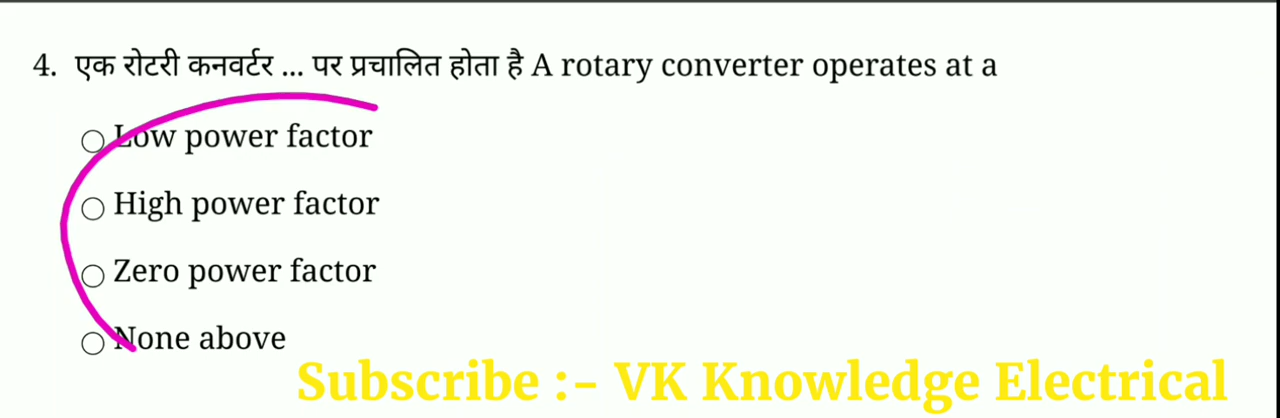 4. एक रोटरी कनवर्टर ... पर प्रचालित होता है A rotary converter operates at a
Low power factor
High power factor
Zero power factor
None above
Subscribe :- VK Knowledge Electrical